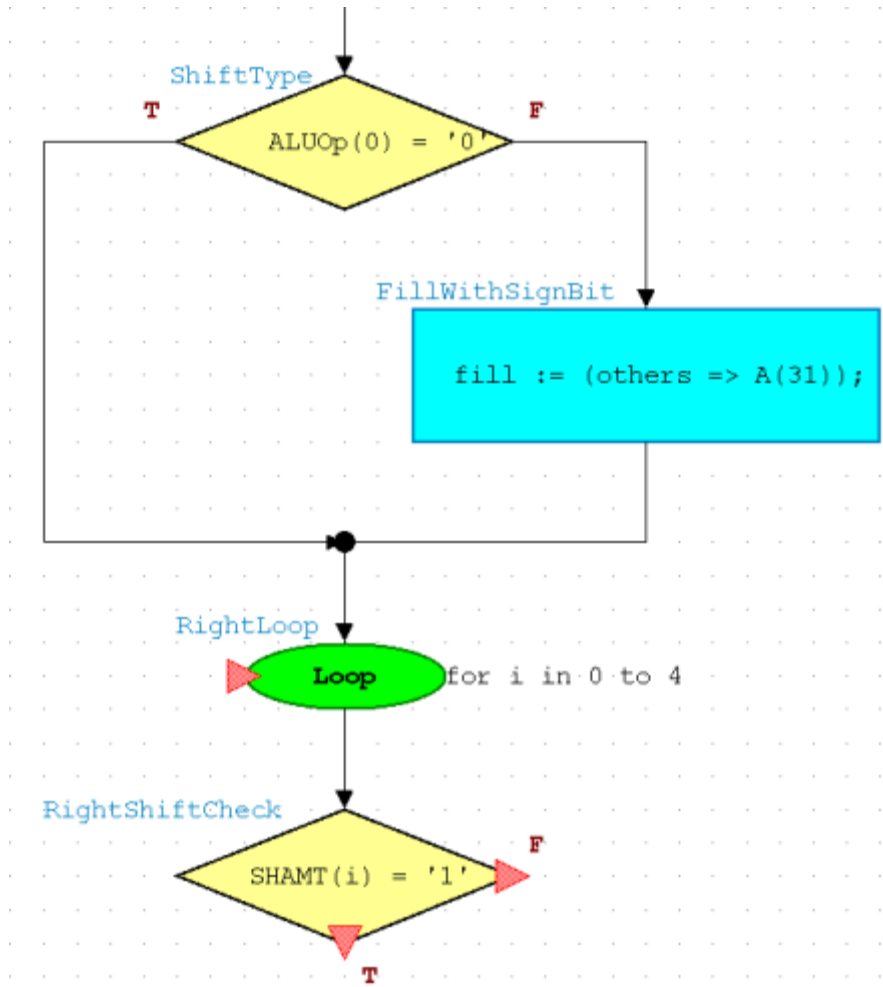 ShiftType
T
F
ALUOp(0) = '0'
FillWithSignBit
fill := (others => A(31));
RightLoop
Loop
for i in 0 to 4
RightShiftCheck
F
SHAMT(i) = '1'
T